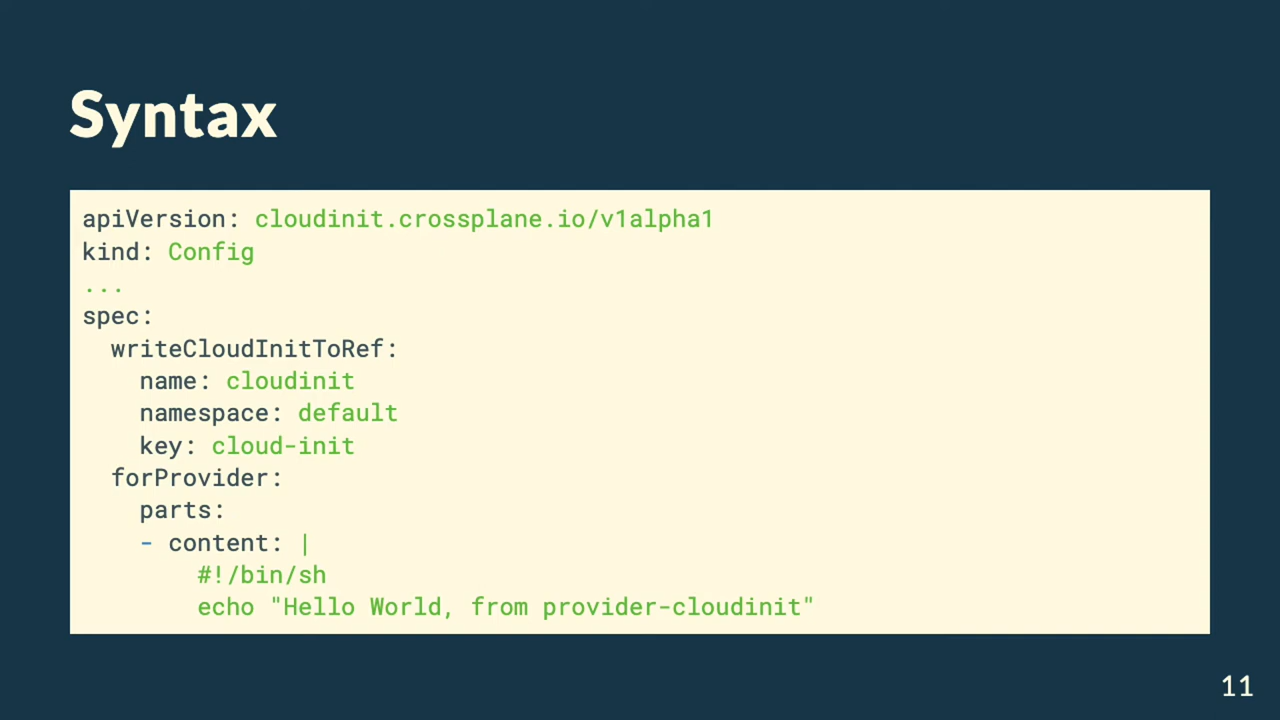 Syntax
apiVersion: cloudinit.crossplane.io/v1alpha1
kind: Config
...
spec:
  writeCloudInitToRef:
    name: cloudinit
    namespace: default
    key: cloud-init
  forProvider:
    parts:
    - content: |
        #!/bin/sh
        echo "Hello World, from provider-cloudinit"
11